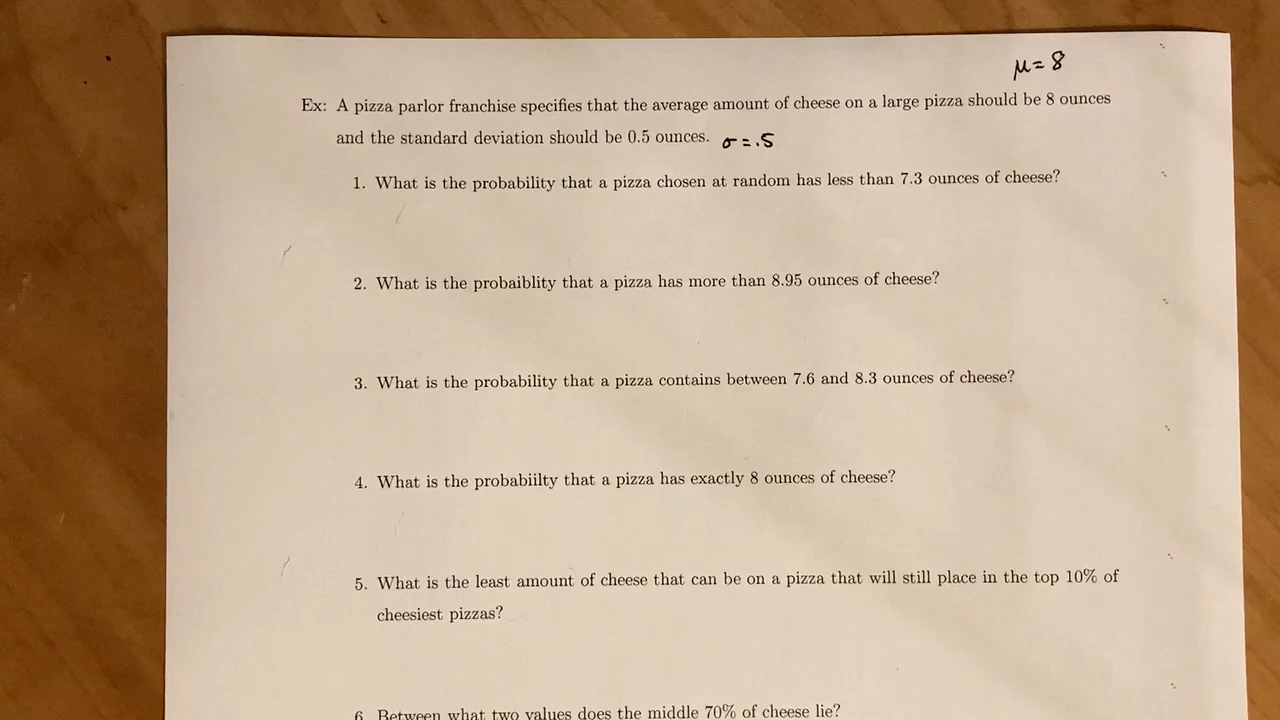 μ=8
Ex: A pizza parlor franchise specifies that the average amount of cheese on a large pizza should be 8 ounces
and the standard deviation should be 0.5 ounces. σ=.5
1. What is the probability that a pizza chosen at random has less than 7.3 ounces of cheese?
2. What is the probaiblity that a pizza has more than 8.95 ounces of cheese?
3. What is the probability that a pizza contains between 7.6 and 8.3 ounces of cheese?
4. What is the probabiilty that a pizza has exactly 8 ounces of cheese?
5. What is the least amount of cheese that can be on a pizza that will still place in the top 10% of
cheesiest pizzas?
6. Between what two values does the middle 70% of cheese lie?